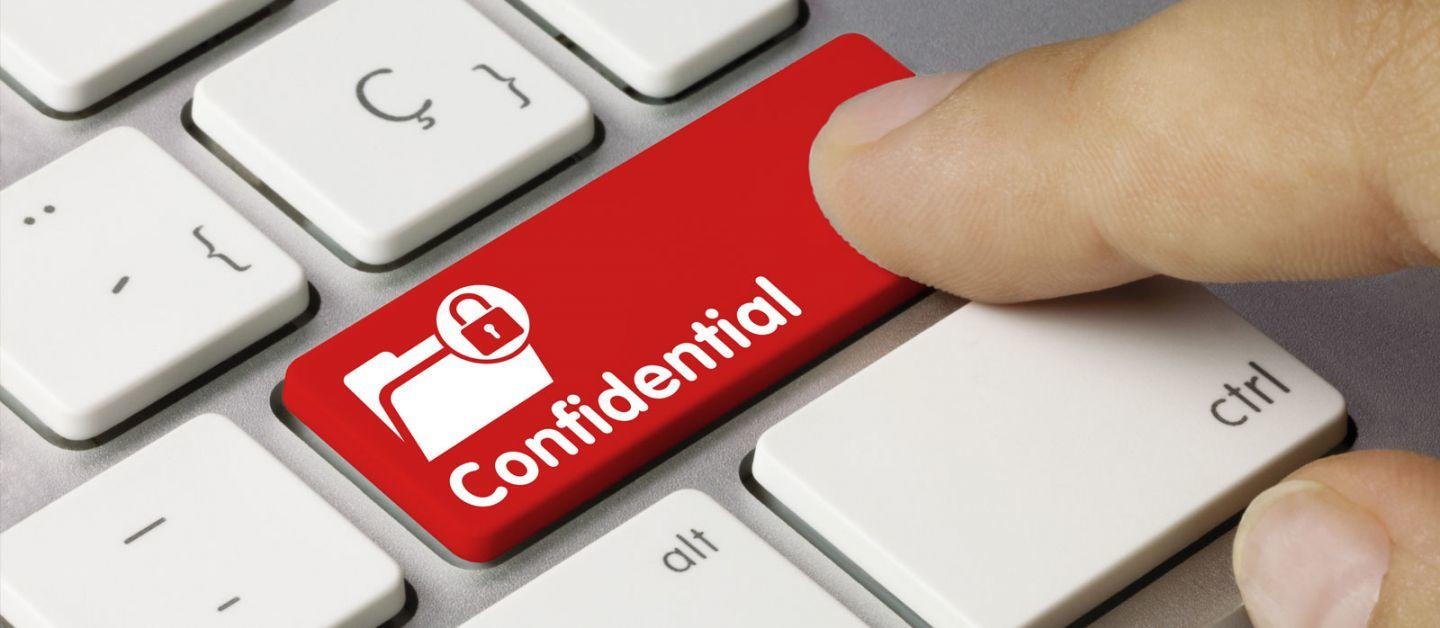 Ç }
¨ ´ {
Confidential
ctrl
alt
– -